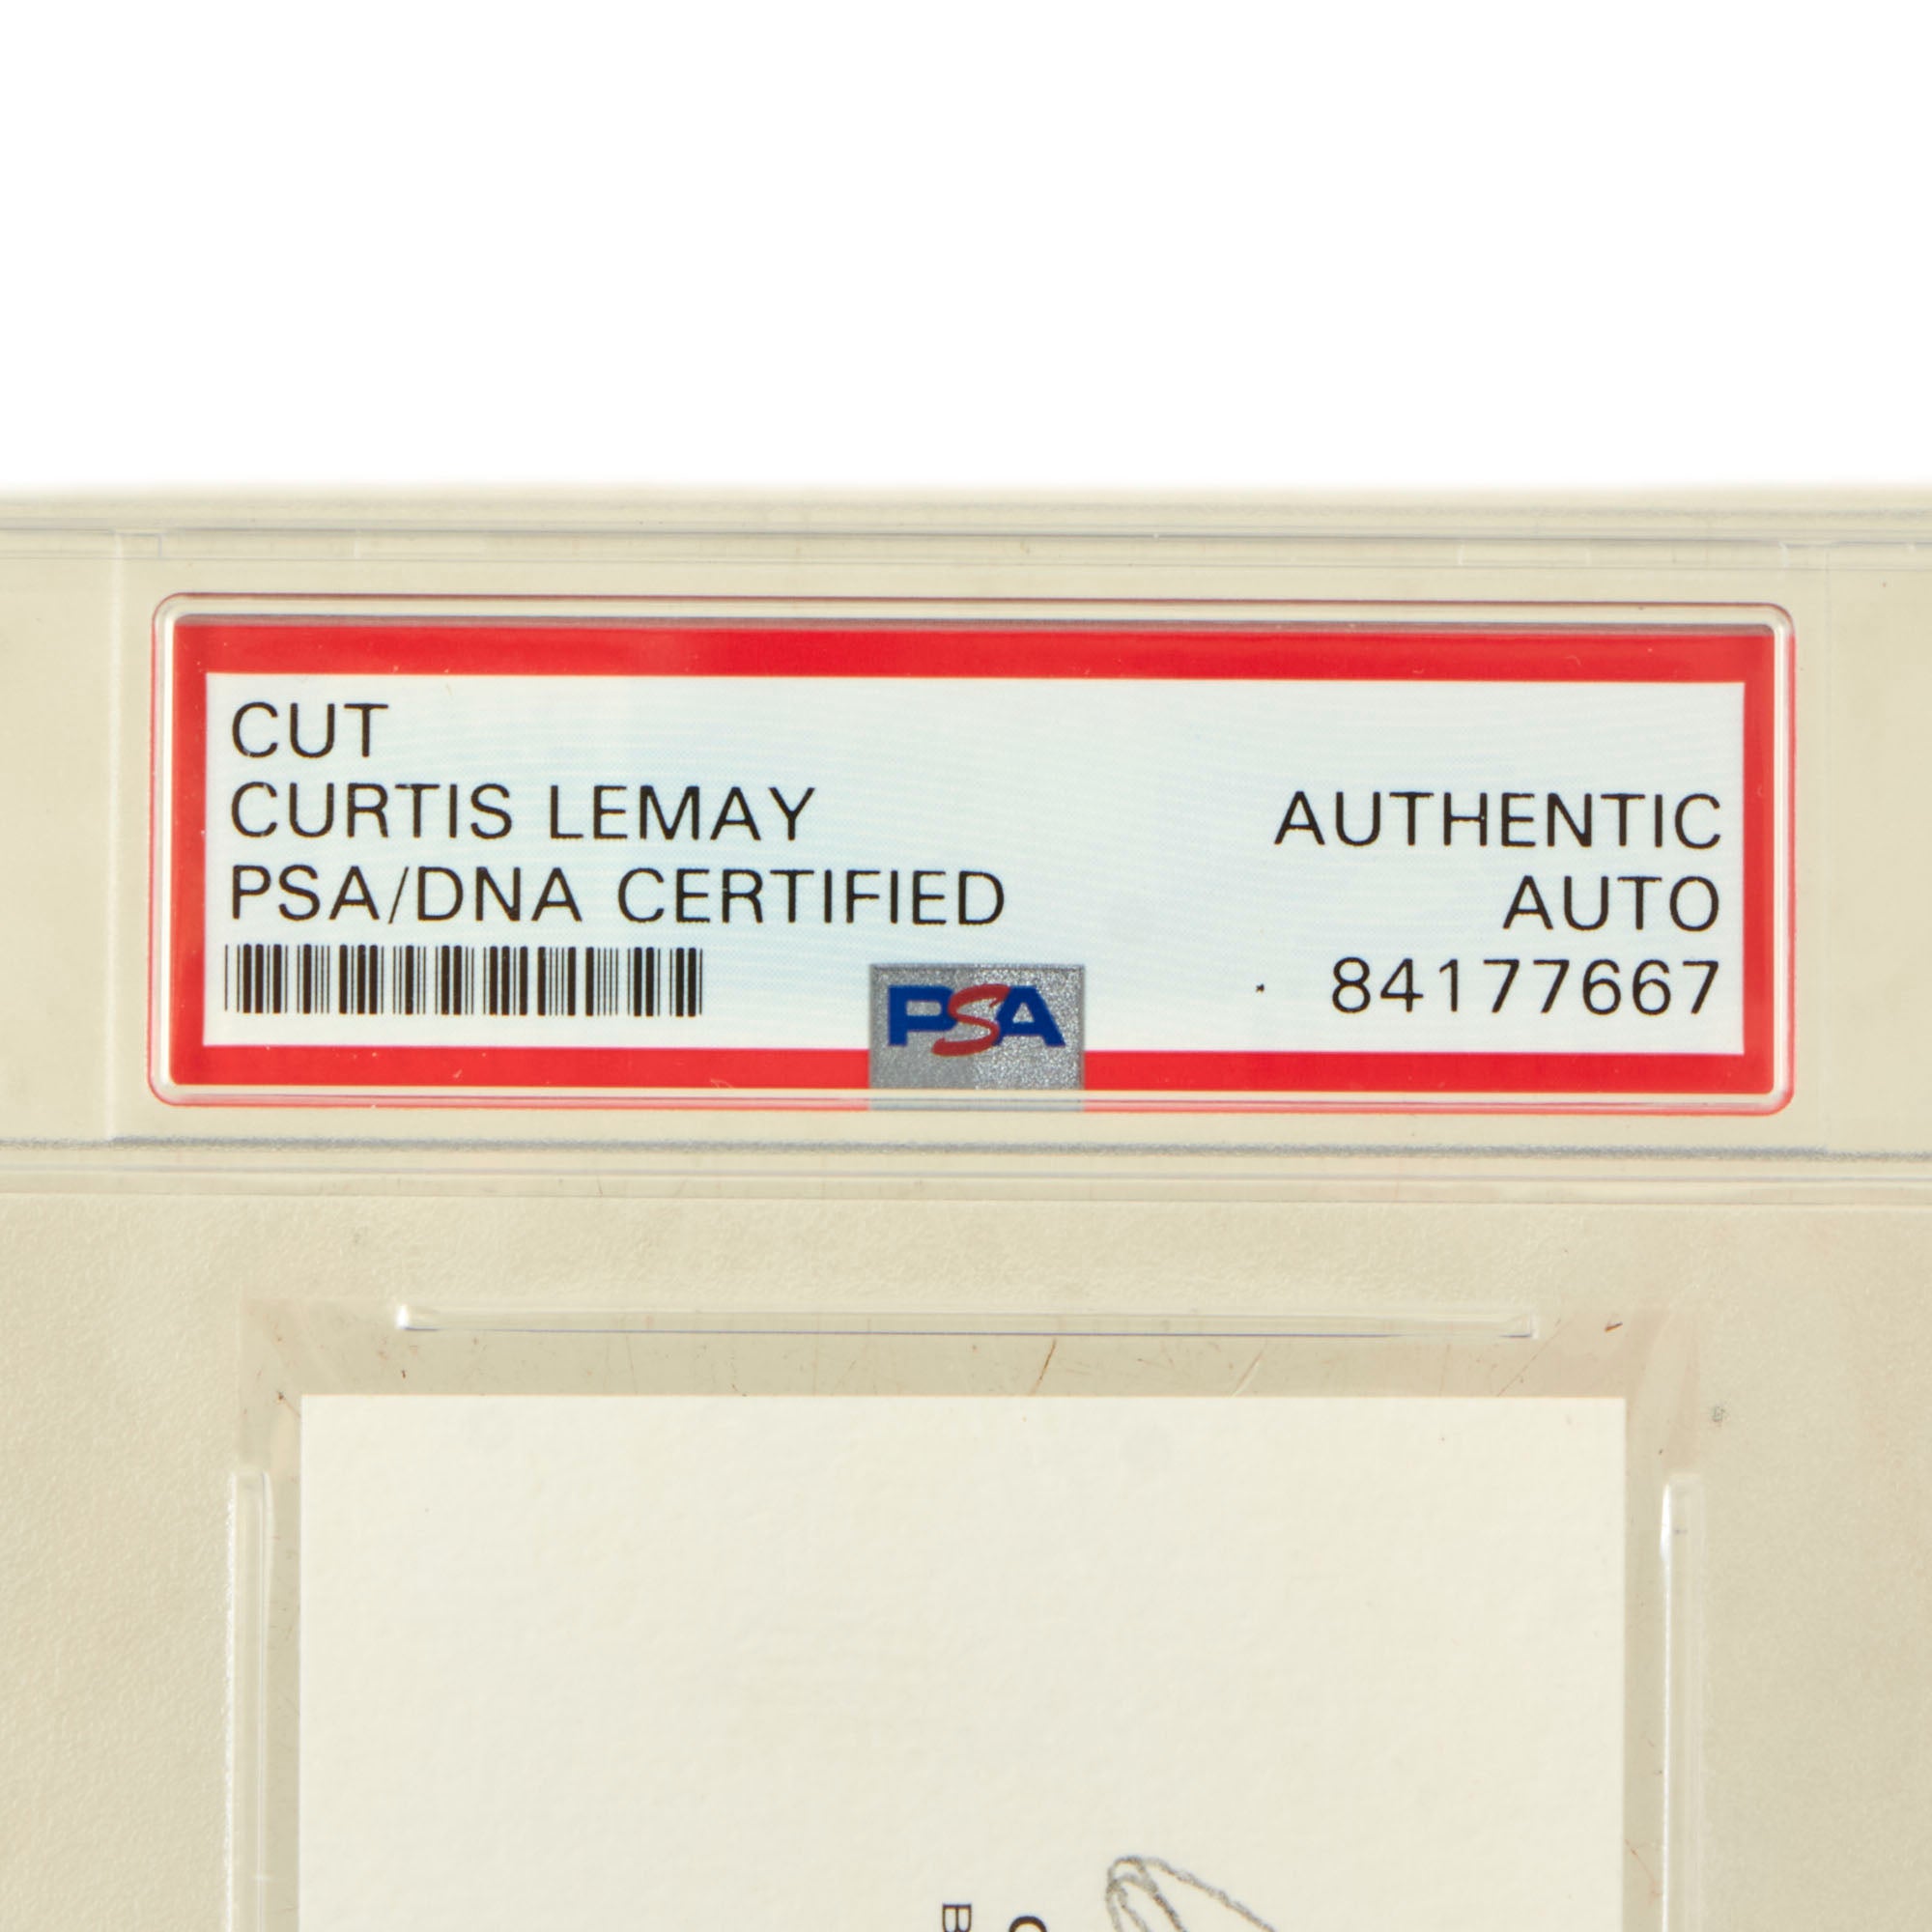 CUT
CURTIS LEMAY
PSA/DNA CERTIFIED
AUTHENTIC
AUTO
84177667
PSA